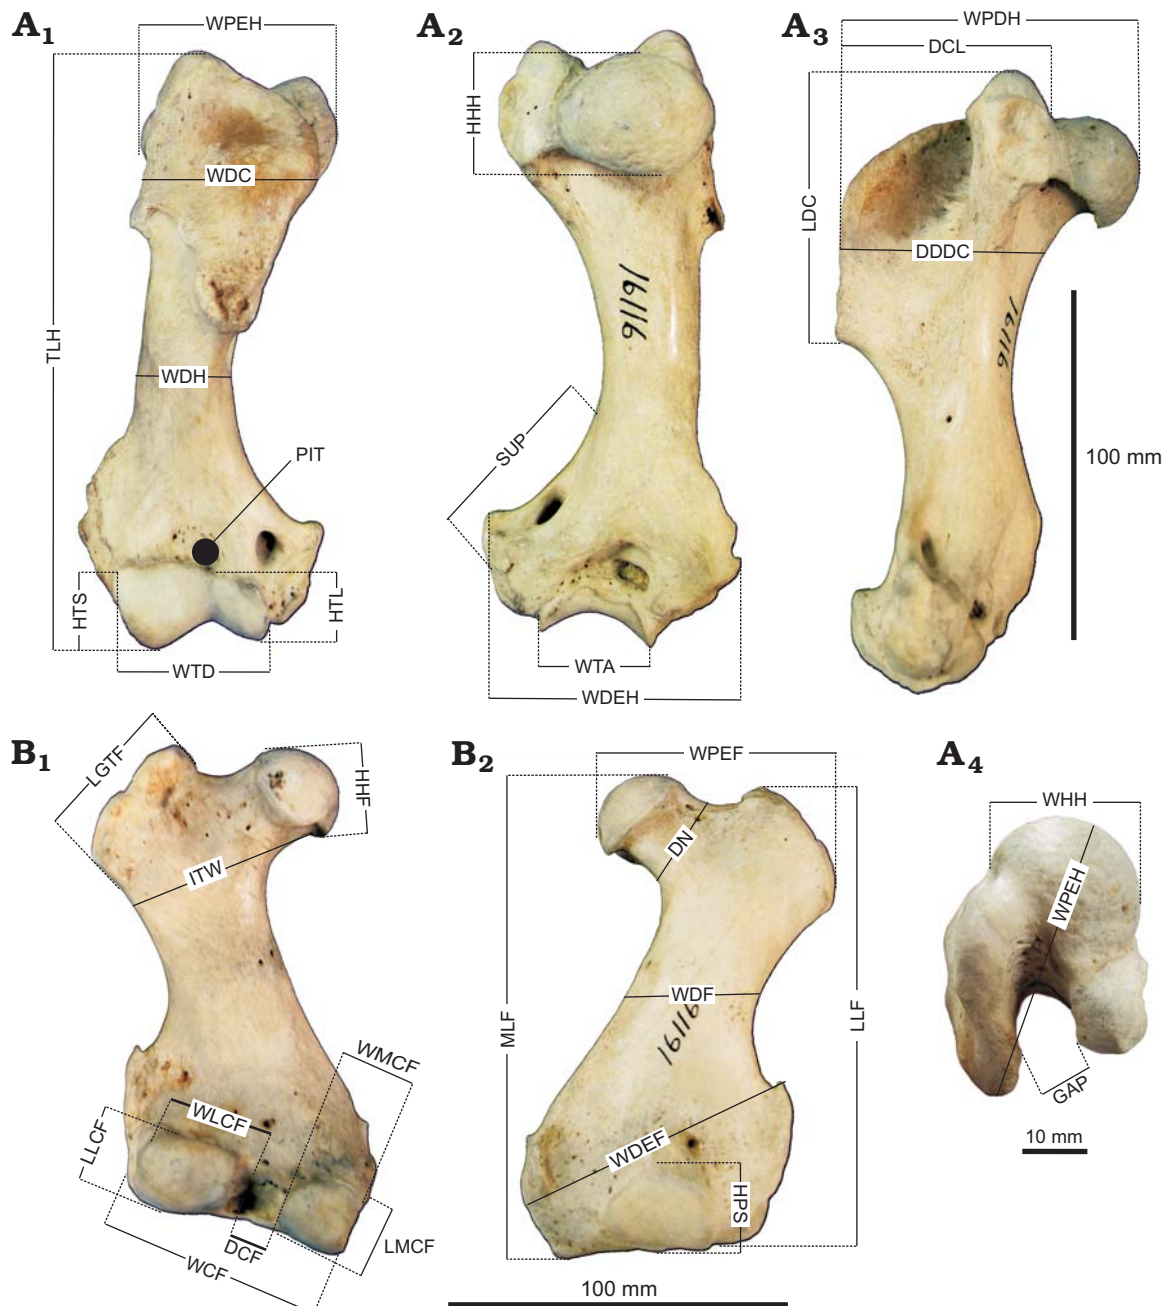 A1
WPEH
A2
A3
WPDH
DCL
HHH
WDC
LDC
DDDC
TLH
16116
16116
WDH
SUP
PIT
100 mm
HTS
HTL
WTD
WTA
WDEH
B1
LGTF
HHF
B2
WPEF
A4
WHH
DN
ITW
WPEH
WDF
MLF
16116
LLF
GAP
WMCF
WLCF
LLCF
WDEF
HPS
10 mm
DCF
LMCF
WCF
100 mm